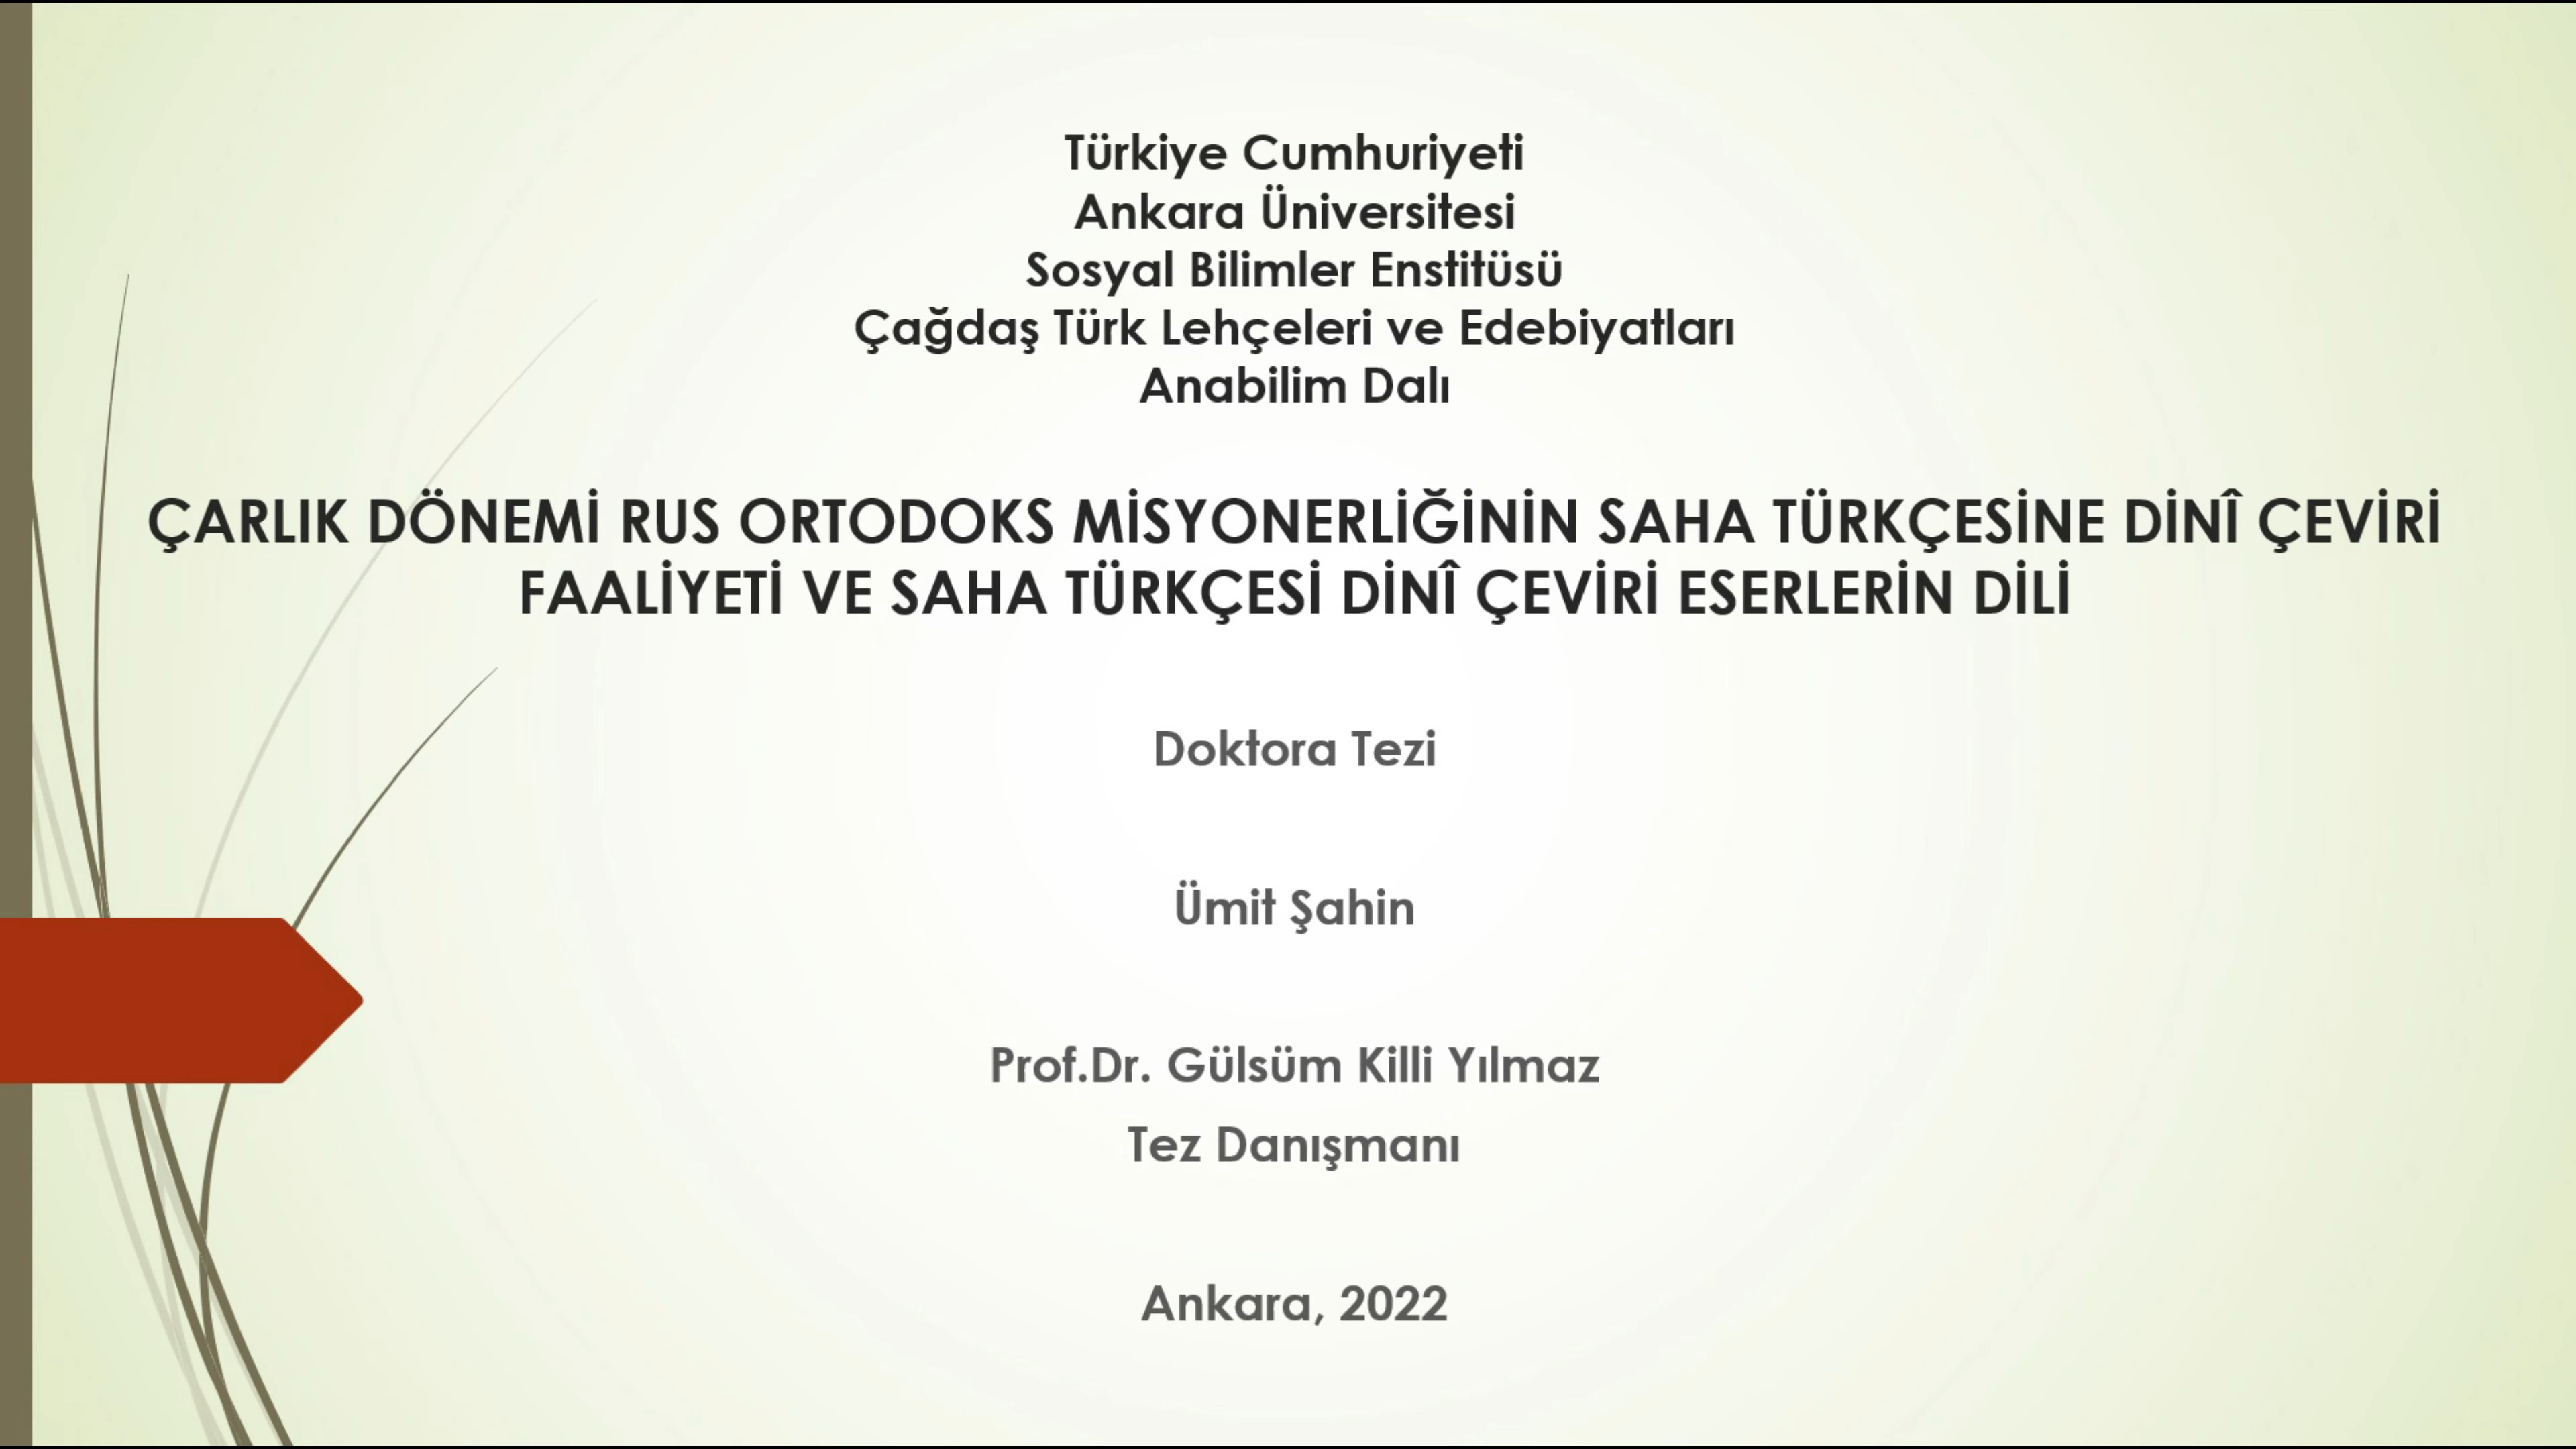 Türkiye Cumhuriyeti
Ankara Üniversitesi
Sosyal Bilimler Enstitüsü
Çağdaş Türk Lehçeleri ve Edebiyatları
Anabilim Dalı
ÇARLIK DÖNEMİ RUS ORTODOKS MİSYONERLİĞİNİN SAHA TÜRKÇESİNE DİNÎ ÇEVİRİ
FAALİYETİ VE SAHA TÜRKÇESİ DİNÎ ÇEVİRİ ESERLERİN DİLİ
Doktora Tezi
Ümit Şahin
Prof.Dr. Gülsüm Killi Yılmaz
Tez Danışmanı
Ankara, 2022